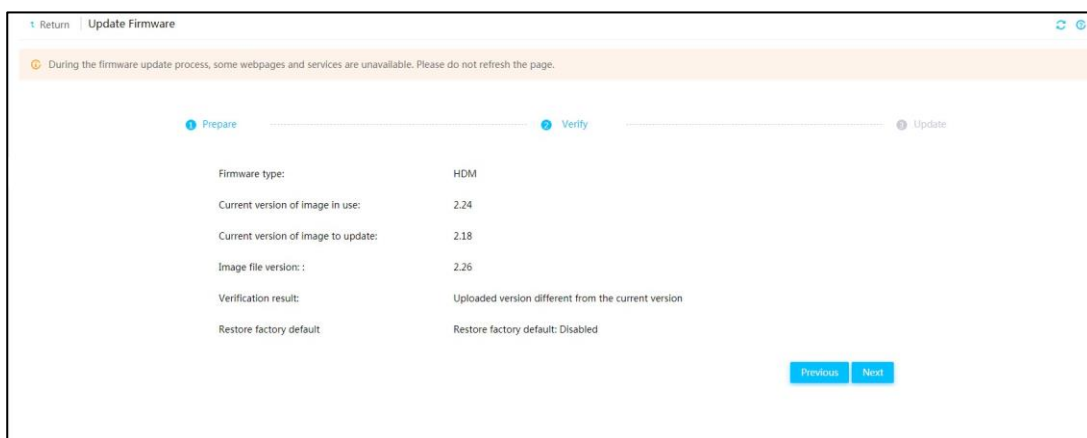 Return Update Firmware
During the firmware update process, some webpages and services are unavailable. Please do not refresh the page.
1 Prepare 2 Verify 3 Update
Firmware type: HDM
Current version of image in use: 2.24
Current version of image to update: 2.18
Image file version: : 2.26
Verification result: Uploaded version different from the current version
Restore factory default Restore factory default: Disabled
Previous Next